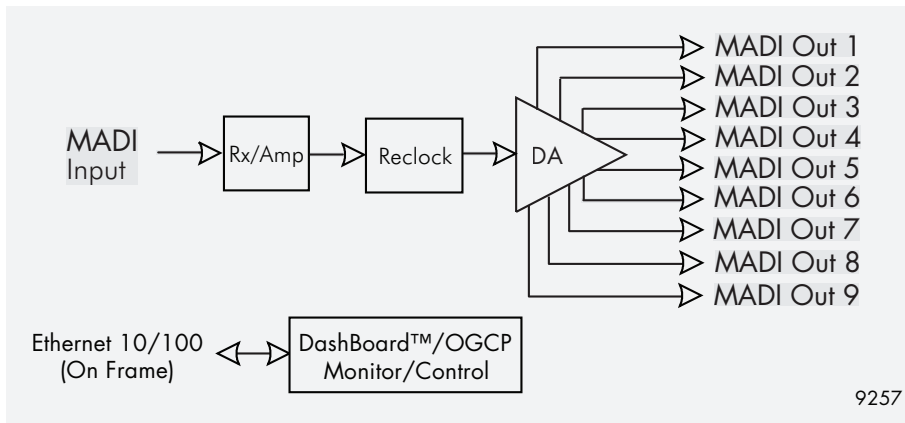 MADI
Input
Rx/Amp
Reclock
DA
MADI Out 1
MADI Out 2
MADI Out 3
MADI Out 4
MADI Out 5
MADI Out 6
MADI Out 7
MADI Out 8
MADI Out 9
Ethernet 10/100
(On Frame)
DashBoard™/OGCP
Monitor/Control
9257